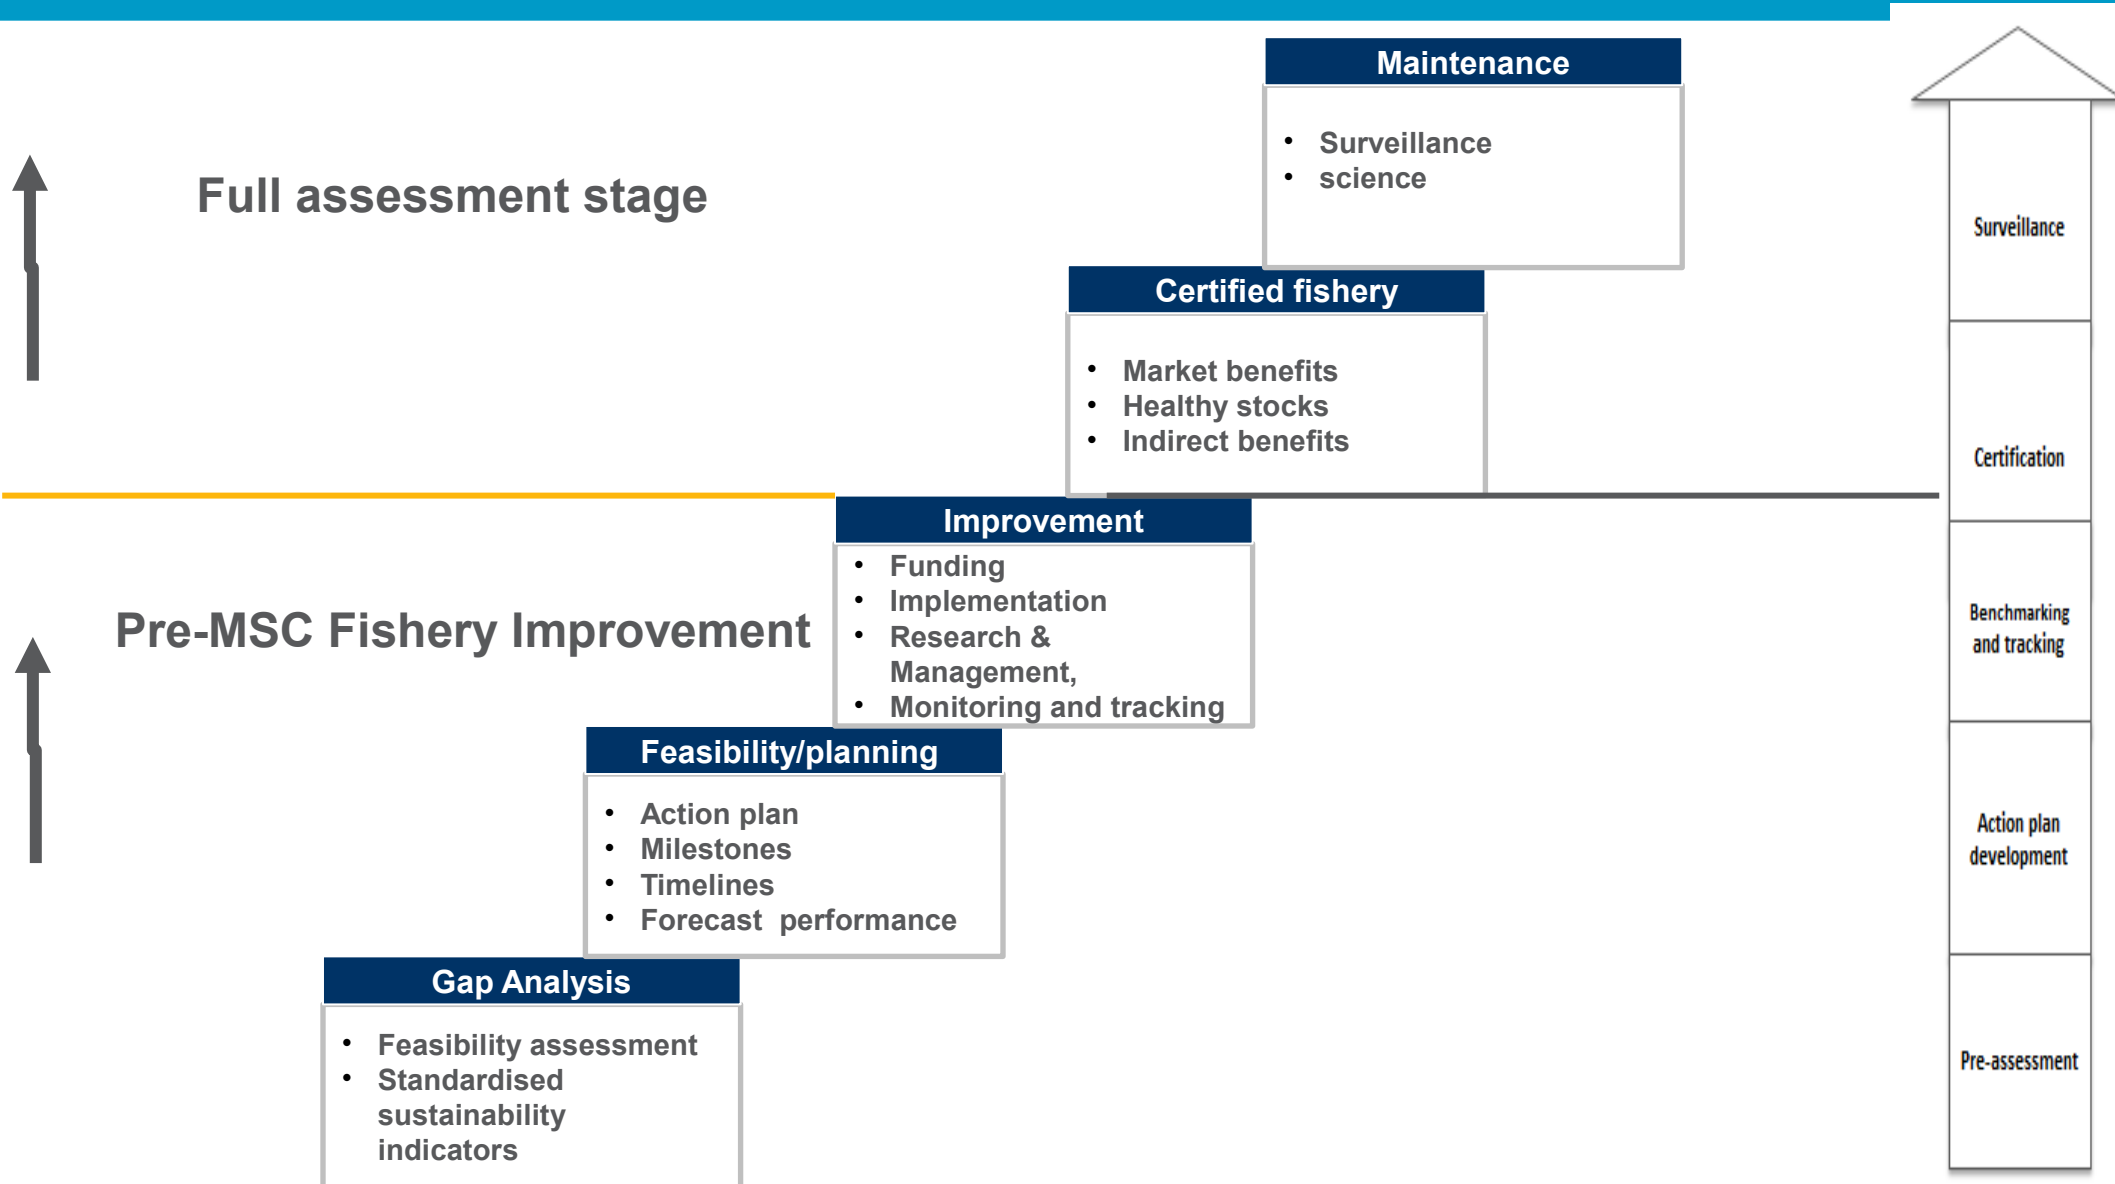 Maintenance
• Surveillance
• science
Full assessment stage
Certified fishery
• Market benefits
• Healthy stocks
• Indirect benefits
Improvement
• Funding
• Implementation
• Research &
Management,
• Monitoring and tracking
Pre-MSC Fishery Improvement
Feasibility/planning
• Action plan
• Milestones
• Timelines
• Forecast performance
Gap Analysis
• Feasibility assessment
• Standardised
sustainability
indicators
Surveillance
Certification
Benchmarking
and tracking
Action plan
development
Pre-assessment